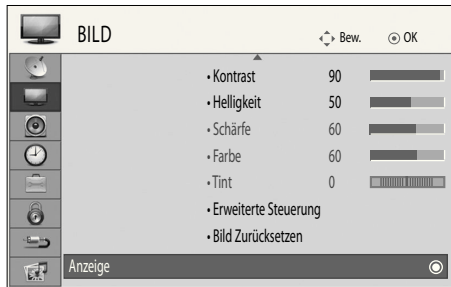 BILD Bew. OK
• Kontrast 90
• Helligkeit 50
• Schärfe 60
• Farbe 60
• Tint 0
• Erweiterte Steuerung
• Bild Zurücksetzen
Anzeige